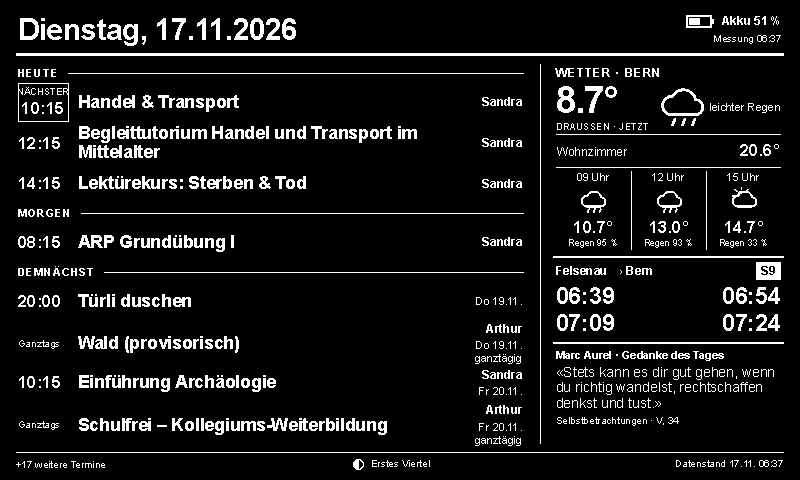 Dienstag, 17.11.2026
Akku 51 %
Messung 06:37
HEUTE
NÄCHSTER
10:15 Handel & Transport Sandra
12:15 Begleittutorium Handel und Transport im
Mittelalter Sandra
14:15 Lektürekurs: Sterben & Tod Sandra
MORGEN
08:15 ARP Grundübung I Sandra
DEMNÄCHST
20:00 Türli duschen Do 19.11.
Ganztags Wald (provisorisch) Arthur
Do 19.11.
ganztägig
10:15 Einführung Archäologie Sandra
Fr 20.11.
Ganztags Schulfrei – Kollegiums-Weiterbildung Arthur
Fr 20.11.
ganztägig
WETTER · BERN
8.7° leichter Regen
DRAUSSEN · JETZT
Wohnzimmer 20.6°
09 Uhr 12 Uhr 15 Uhr
10.7° 13.0° 14.7°
Regen 95 % Regen 93 % Regen 33 %
Felsenau › Bern S9
06:39 06:54
07:09 07:24
Marc Aurel · Gedanke des Tages
«Stets kann es dir gut gehen, wenn
du richtig wandelst, rechtschaffen
denkst und tust.»
Selbstbetrachtungen · V, 34
+17 weitere Termine
Erstes Viertel
Datenstand 17.11. 06:37